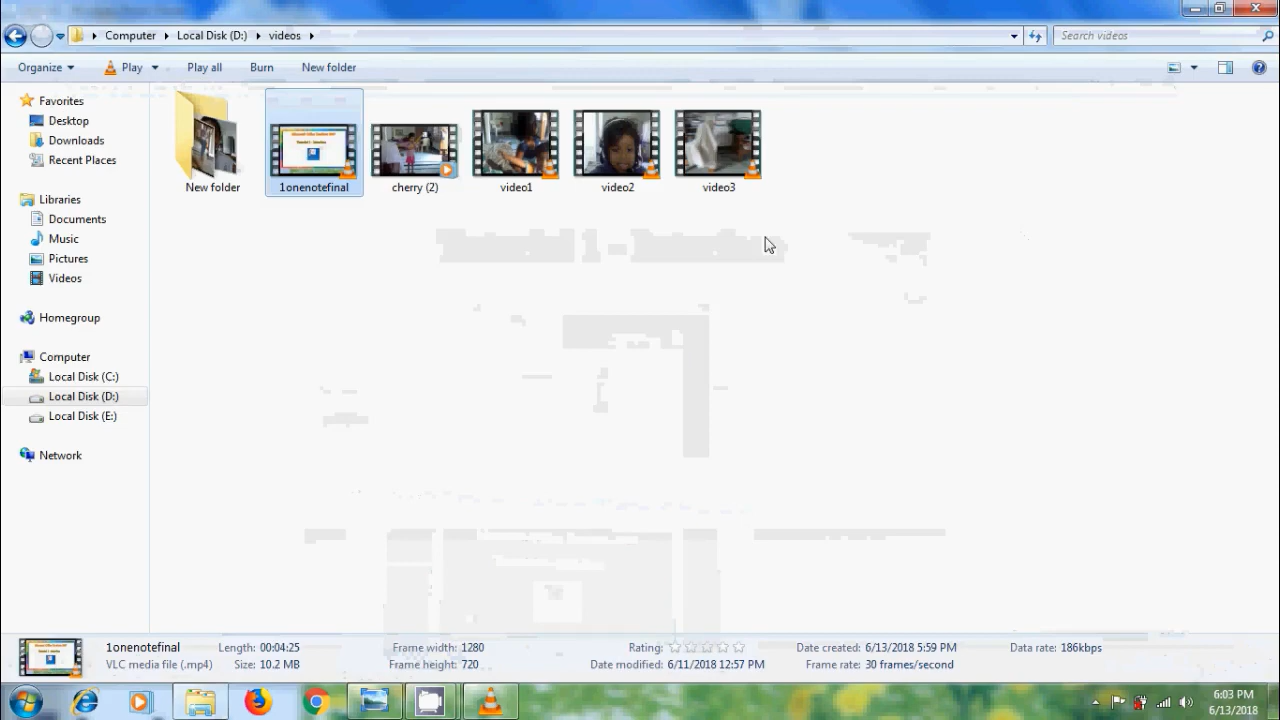 Computer
Local Disk (D:)
videos
Search videos
Organize
Play
Play all
Burn
New folder
Favorites
Desktop
Downloads
Recent Places
Libraries
Documents
Music
Pictures
Videos
Homegroup
Computer
Local Disk (C:)
Local Disk (D:)
Local Disk (E:)
Network
New folder
1onenotefinal
cherry (2)
video1
video2
video3
1onenotefinal
Length: 00:04:25
Frame width: 1280
Rating:
Date created: 6/13/2018 5:59 PM
Data rate: 186kbps
VLC media file (.mp4)
Size: 10.2 MB
Frame height: 720
Date modified: 6/11/2018 12:57 PM
Frame rate: 30 frames/second
6:03 PM
6/13/2018